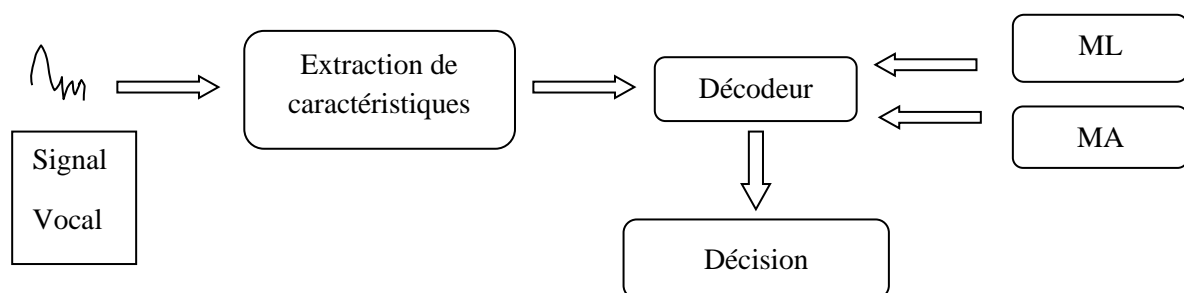 Signal
Vocal
Extraction de
caractéristiques
Décodeur
ML
MA
Décision